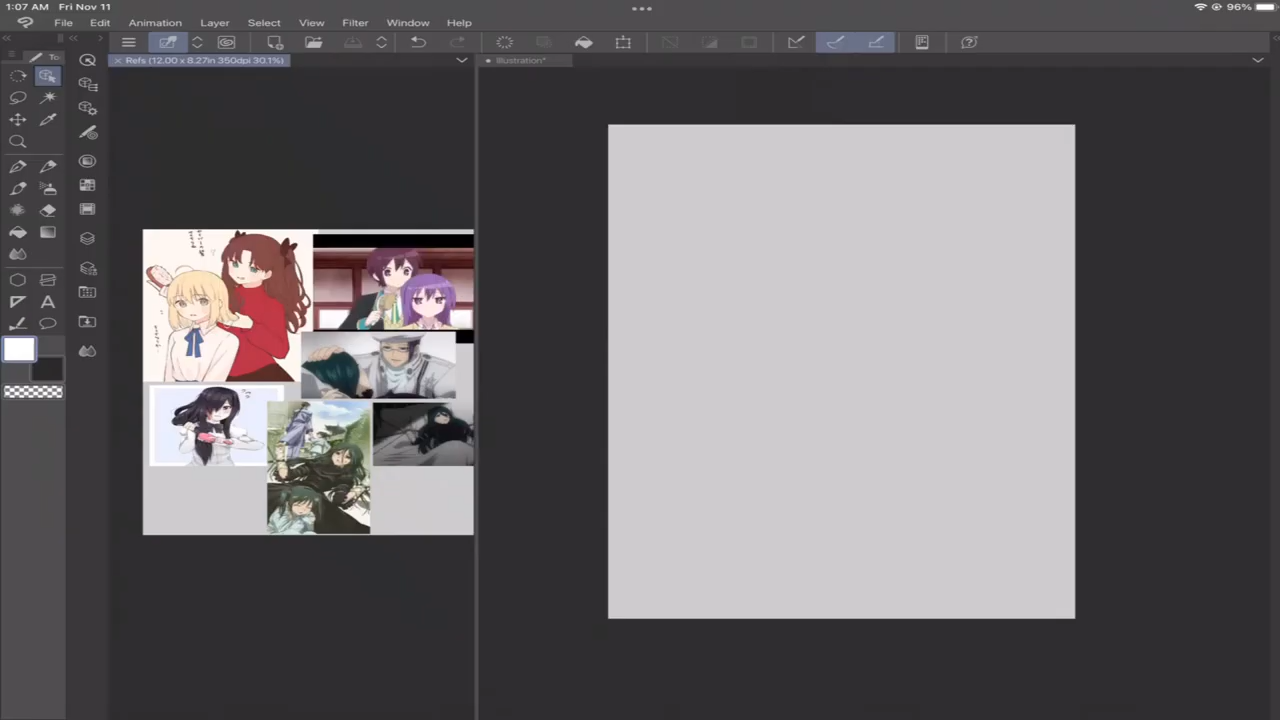 1:07 AM Fri Nov 11
96%
File Edit Animation Layer Select View Filter Window Help
To
Refs (12.00 x 8.27in 350dpi 30.1%)
Illustration*